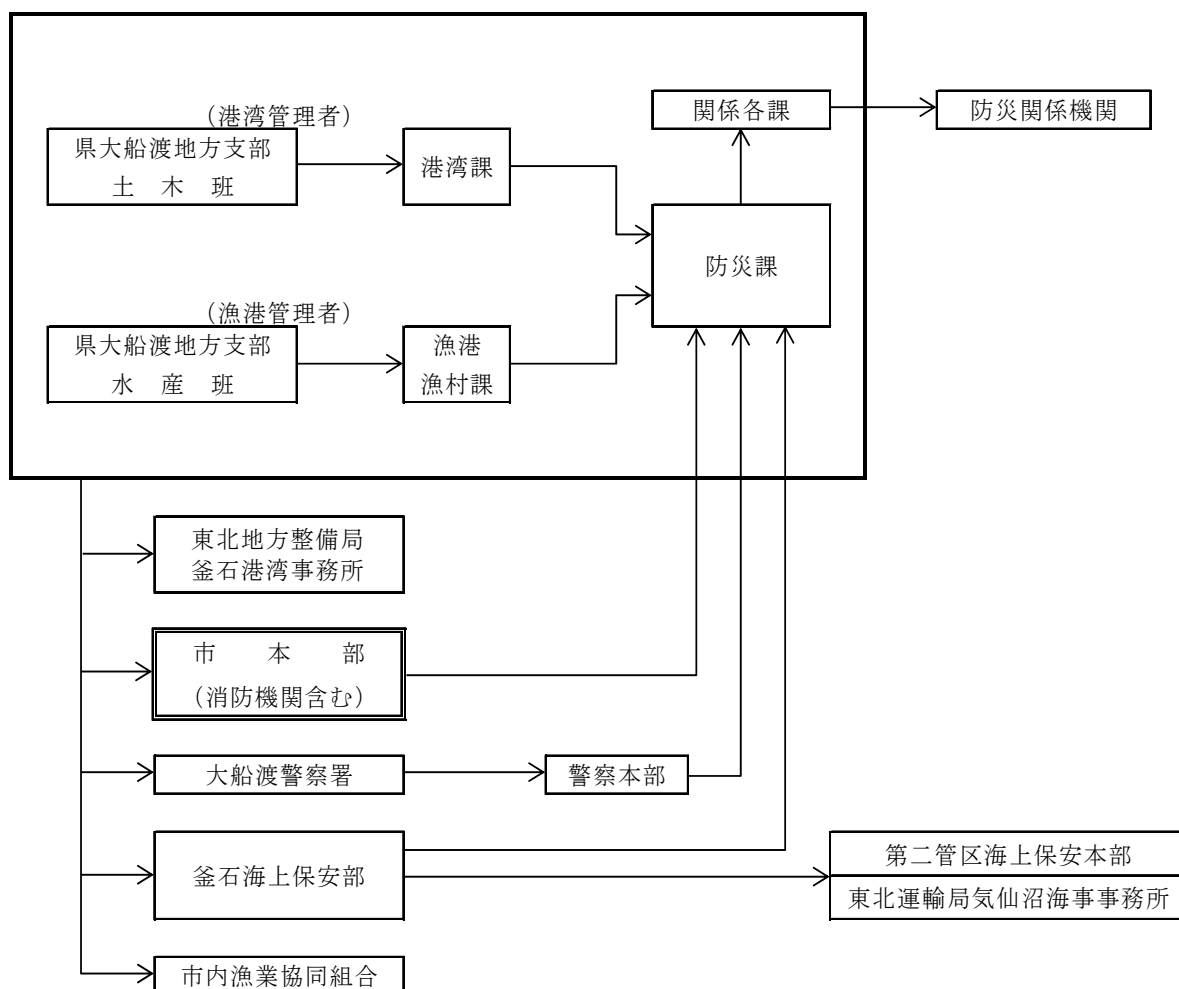 （港湾管理者）
県大船渡地方支部
土 木 班
港湾課
関係各課
防災関係機関
防災課
（漁港管理者）
県大船渡地方支部
水 産 班
漁港
漁村課
東北地方整備局
釜石港湾事務所
市 本 部
（消防機関含む）
大船渡警察署
警察本部
釜石海上保安部
第二管区海上保安本部
東北運輸局気仙沼海事事務所
市内漁業協同組合